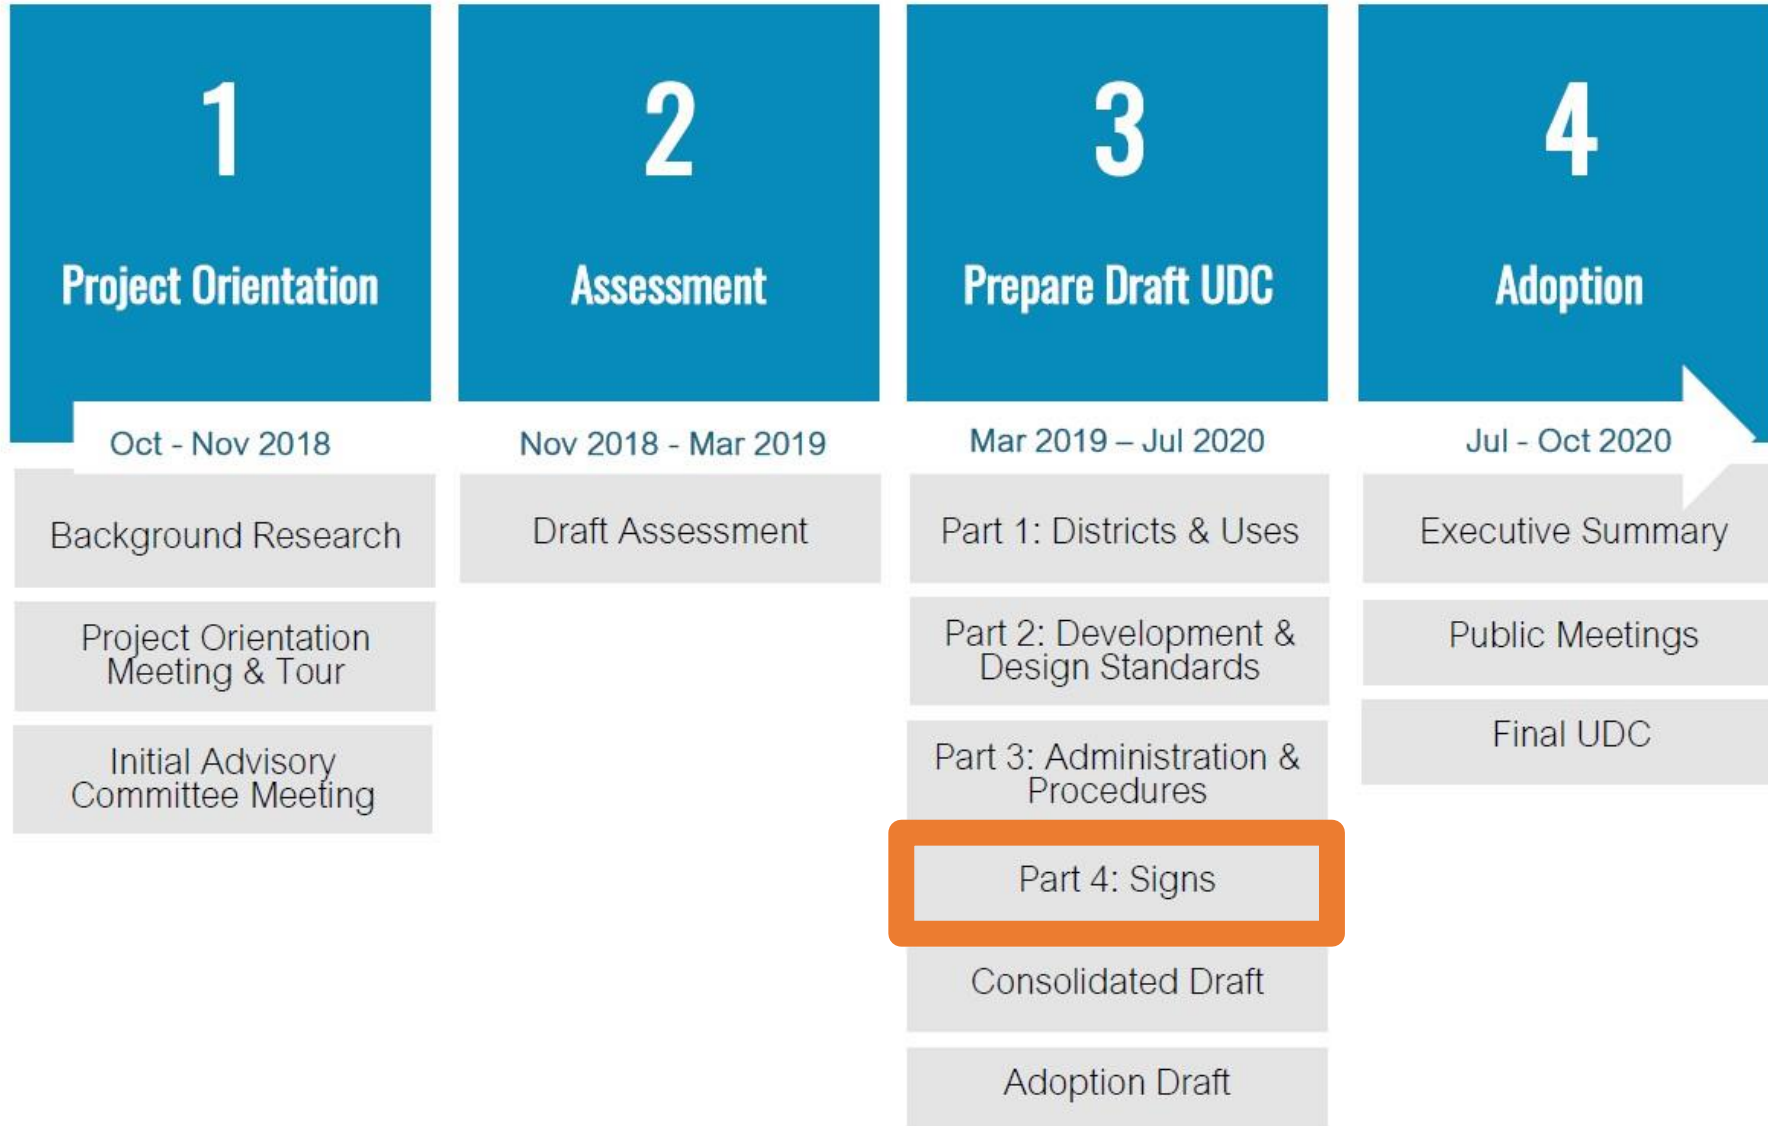 1
Project Orientation
Oct - Nov 2018
Background Research
Project Orientation
Meeting & Tour
Initial Advisory
Committee Meeting
2
Assessment
Nov 2018 - Mar 2019
Draft Assessment
3
Prepare Draft UDC
Mar 2019 – Jul 2020
Part 1: Districts & Uses
Part 2: Development &
Design Standards
Part 3: Administration &
Procedures
Part 4: Signs
Consolidated Draft
Adoption Draft
4
Adoption
Jul - Oct 2020
Executive Summary
Public Meetings
Final UDC